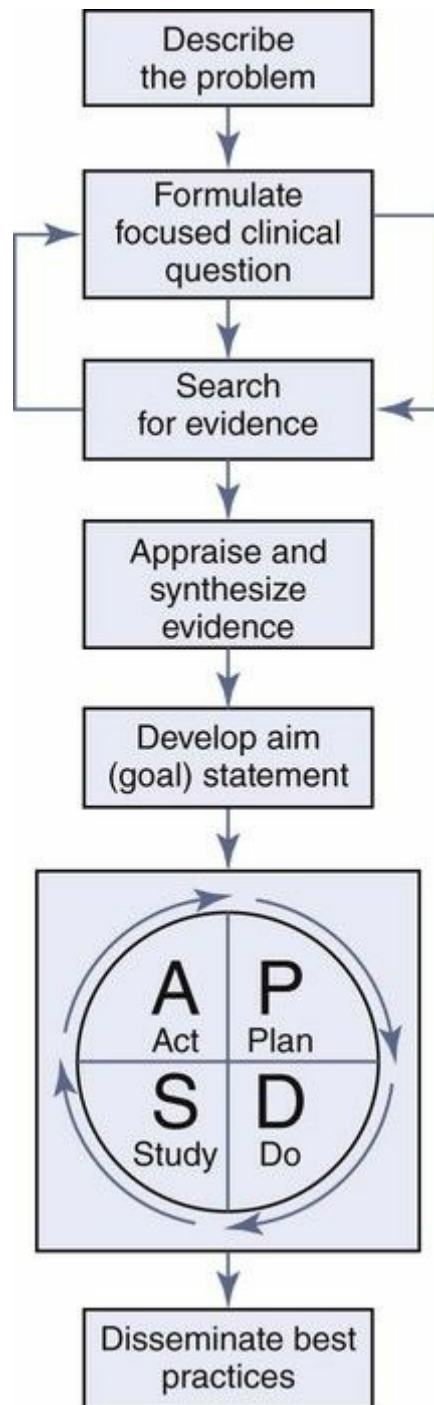 Describe
the problem
Formulate
focused clinical
question
Search
for evidence
Appraise and
synthesize
evidence
Develop aim
(goal) statement
A P
Act Plan
S D
Study Do
Disseminate best
practices